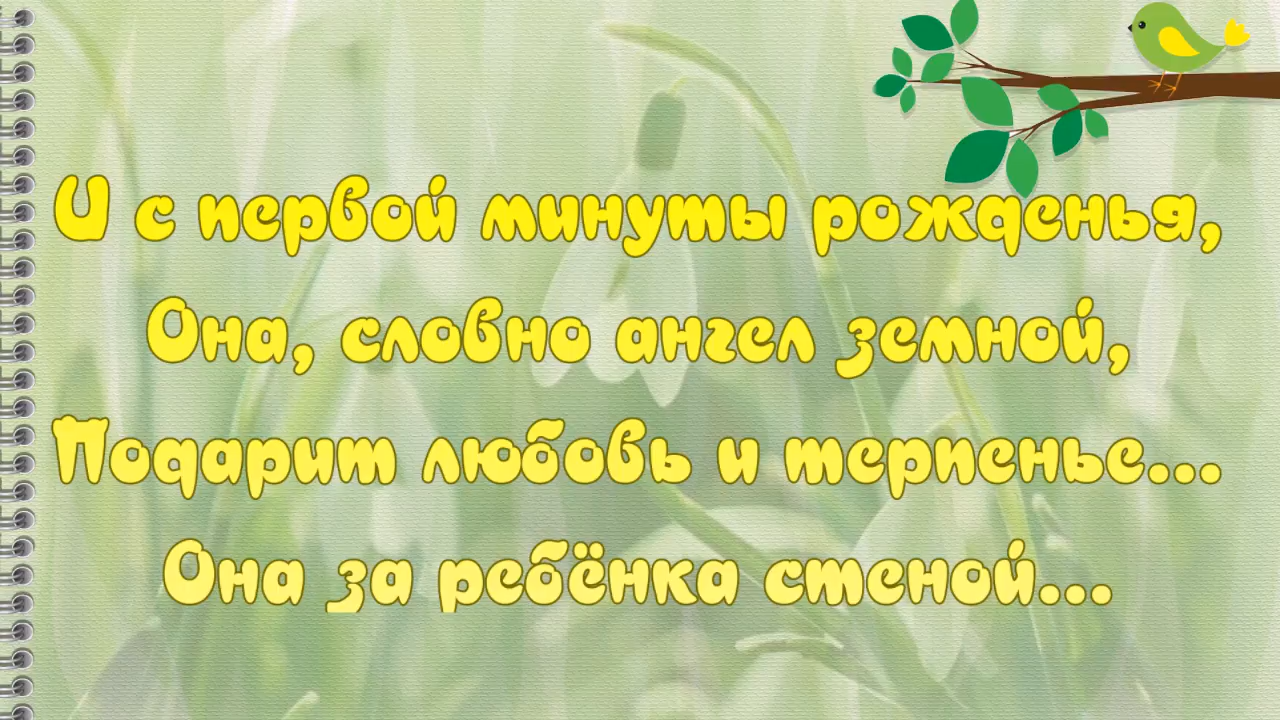 И с первой минуты рожденья,
Она, словно ангел земной,
Подарит любовь и терпенье...
Она за ребёнка стеной...